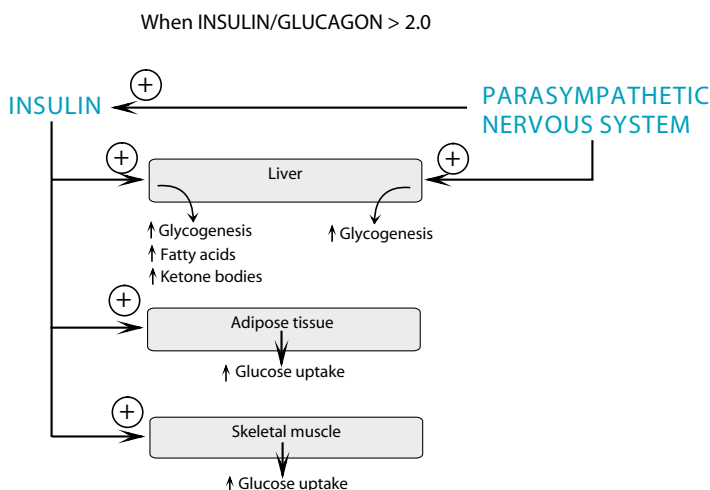 When INSULIN/GLUCAGON > 2.0
+
INSULIN
PARASYMPATHETIC
NERVOUS SYSTEM
+
+
Liver
↑ Glycogenesis
↑ Fatty acids
↑ Ketone bodies
↑ Glycogenesis
+
Adipose tissue
↑ Glucose uptake
+
Skeletal muscle
↑ Glucose uptake